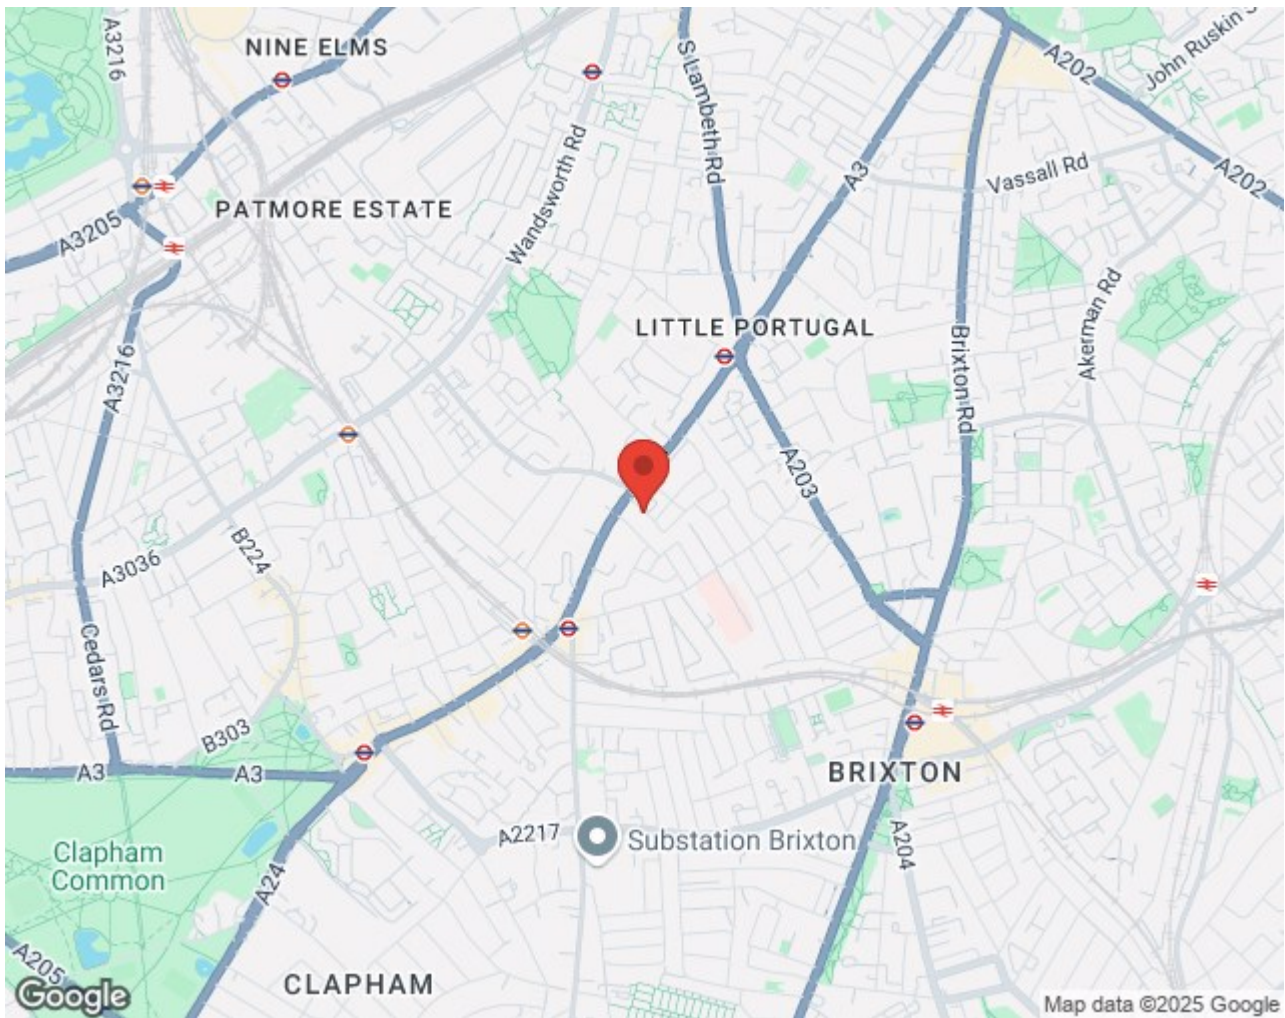 A3216
NINE ELMS
S Lambeth Rd
A202
John Ruskin S
Wandsworth Rd
A3
Vassall Rd
A202
PATMORE ESTATE
A3205
Akerman Rd
LITTLE PORTUGAL
Brixton Rd
A3216
A203
B224
A3036
Cedars Rd
B303
A3
A3
BRIXTON
A2217
Substation Brixton
A204
Clapham
Common
A24
A205
CLAPHAM
Google
Map data ©2025 Google